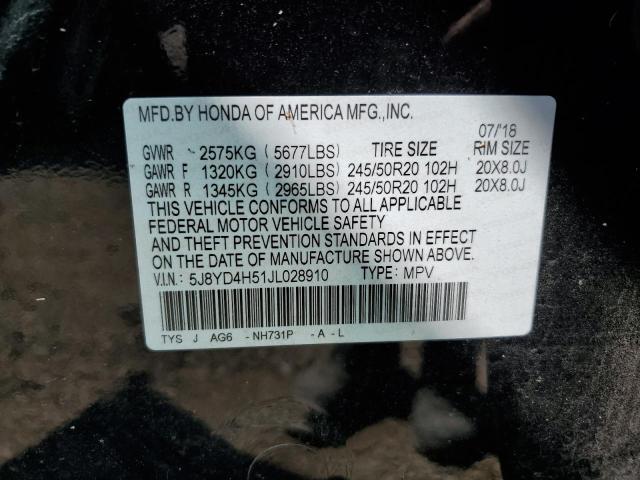 MFD.BY HONDA OF AMERICA MFG.,INC.
07/'18
GVWR 2575KG (5677LBS) TIRE SIZE RIM SIZE
GAWR F 1320KG (2910LBS) 245/50R20 102H 20X8.0J
GAWR R 1345KG (2965LBS) 245/50R20 102H 20X8.0J
THIS VEHICLE CONFORMS TO ALL APPLICABLE
FEDERAL MOTOR VEHICLE SAFETY
AND THEFT PREVENTION STANDARDS IN EFFECT
ON THE DATE OF MANUFACTURE SHOWN ABOVE.
V.I.N.: 5J8YD4H51JL028910 TYPE: MPV
TYS J AG6 -NH731P -A-L